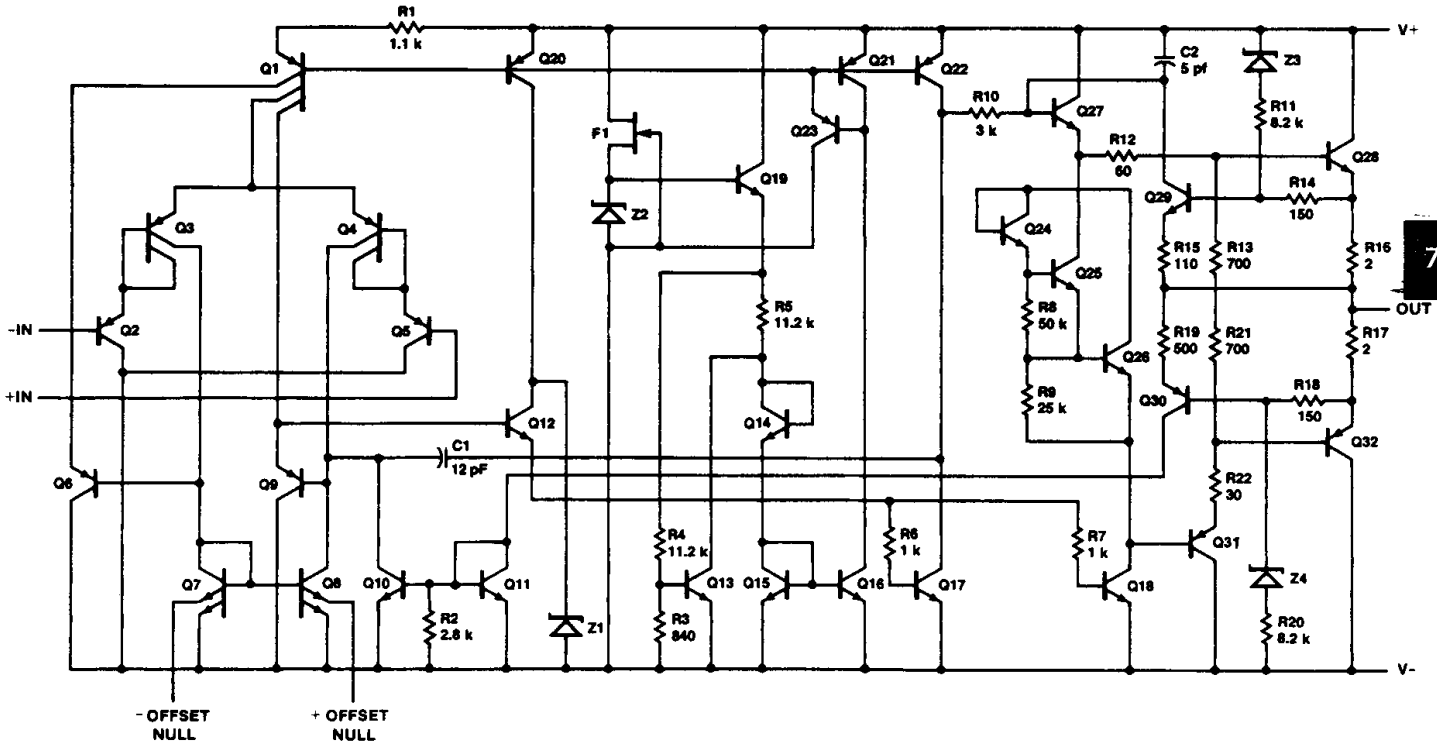 R1
1.1 k
V+
Q1
Q20
Q21
Q22
C2
5 pf
Z3
R10
3 k
Q27
R11
8.2 k
F1
Q23
R12
60
Q28
Q19
Q29
R14
150
Q3
Q4
Z2
Q24
R15
110
R13
700
R16
2
7
Q25
R5
11.2 k
R8
50 k
OUT
-IN
Q2
Q5
R19
500
R21
700
R17
2
Q26
+IN
R9
25 k
Q30
R18
150
Q14
Q12
Q32
C1
12 pF
Q6
Q9
R22
30
R4
11.2 k
R6
1 k
R7
1 k
Q31
Q7
Q8
Q10
Q11
Q13
Q15
Q16
Q17
Q18
Z4
R2
2.8 k
Z1
R3
840
R20
8.2 k
V-
- OFFSET
NULL
+ OFFSET
NULL